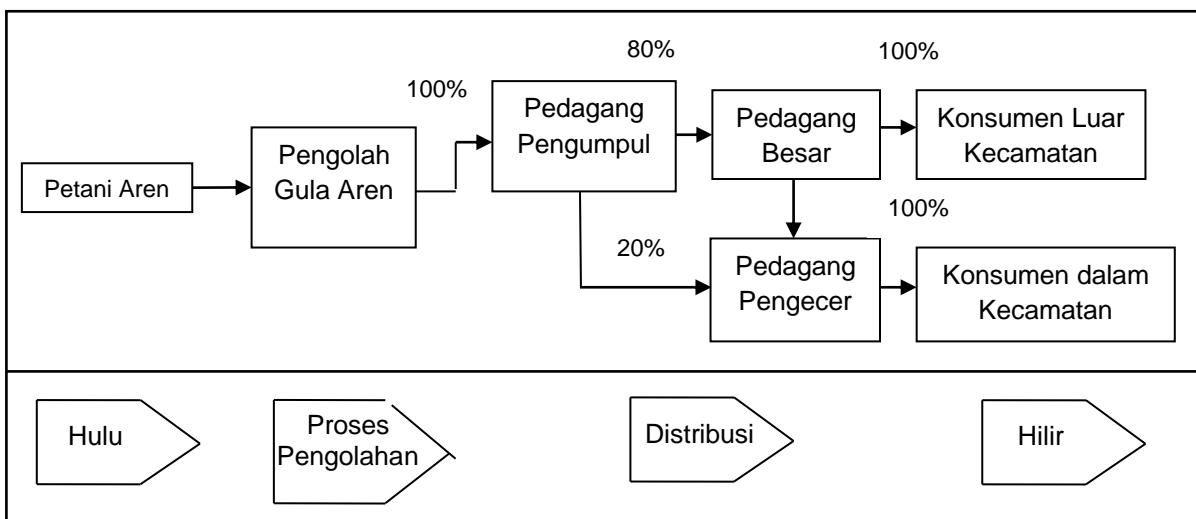 80%
100%
100%
Pedagang
Pengumpul
Pedagang
Besar
Konsumen Luar
Kecamatan
Pengolah
Gula Aren
Petani Aren
100%
20%
Pedagang
Pengecer
Konsumen dalam
Kecamatan
Hulu
Proses
Pengolahan
Distribusi
Hilir